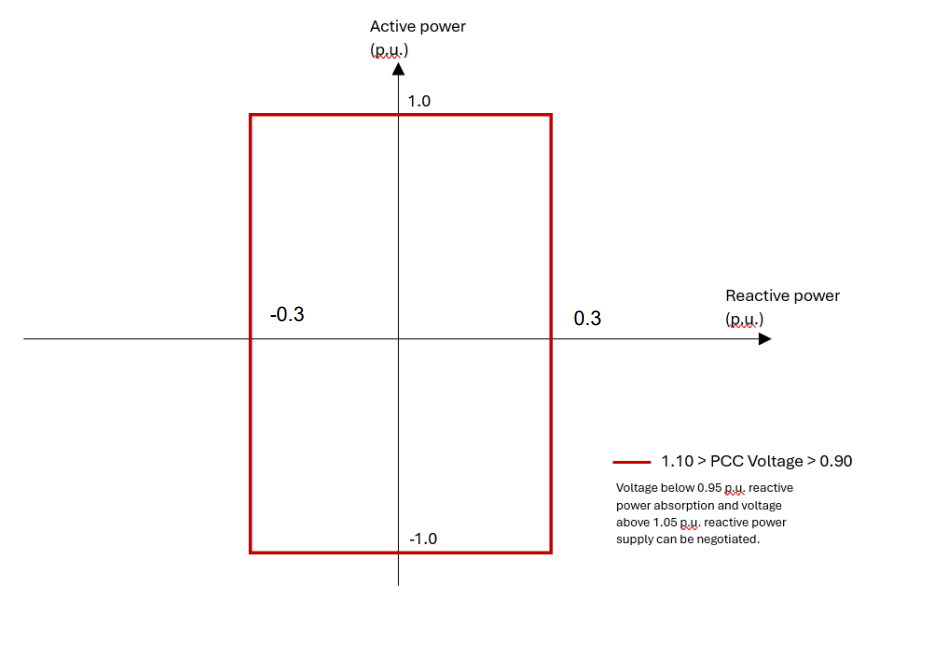 Active power
(p.u.)
1.0
-0.3
0.3
Reactive power
(p.u.)
1.10 > PCC Voltage > 0.90
Voltage below 0.95 p.u. reactive
power absorption and voltage
above 1.05 p.u. reactive power
supply can be negotiated.
-1.0